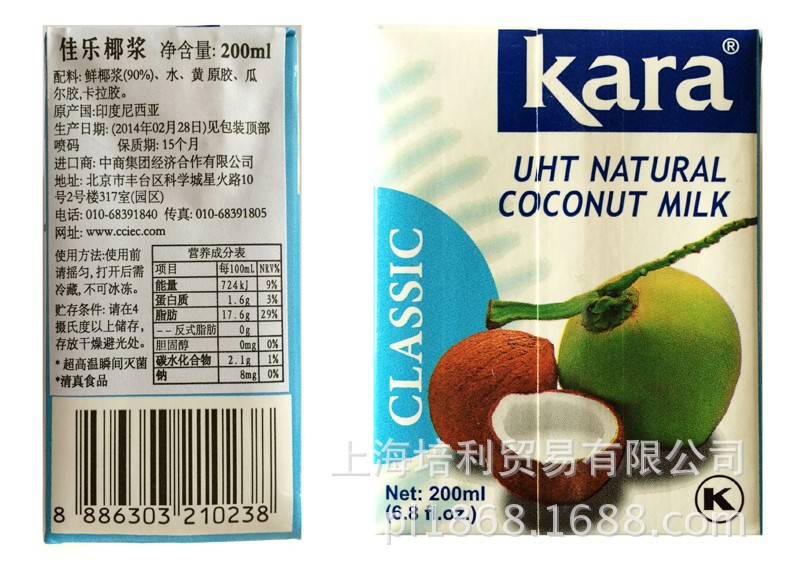 佳乐椰浆 净含量: 200ml
配料: 鲜椰浆(90%)、水、黄原胶、瓜
尔胶,卡拉胶。
原产国:印度尼西亚
生产日期: (2014年02月28日)见包装顶部
喷码 保质期: 15个月
进口商: 中商集团经济合作有限公司
地址: 北京市丰台区科学城星火路10
号2号楼317室(园区)
电话: 010-68391840 传真: 010-68391805
网址: www.cciec.com
使用方法:使用前
请摇匀,打开后需
冷藏,不可冰冻。
贮存条件: 请在4
摄氏度以上储存,
存放干燥避光处。
*超高温瞬间灭菌
*清真食品
营养成分表
项目 每100mL NRV%
能量 724kJ 9%
蛋白质 1.6g 3%
脂肪 17.6g 29%
--反式脂肪 0g
胆固醇 0mg 0%
碳水化合物 2.1g 1%
钠 8mg 0%
8 886303 210238
kara®
UHT NATURAL
COCONUT MILK
CLASSIC
Net: 200ml
(6.8 fl.oz.)
K
上海培利贸易有限公司
pl1868.1688.com